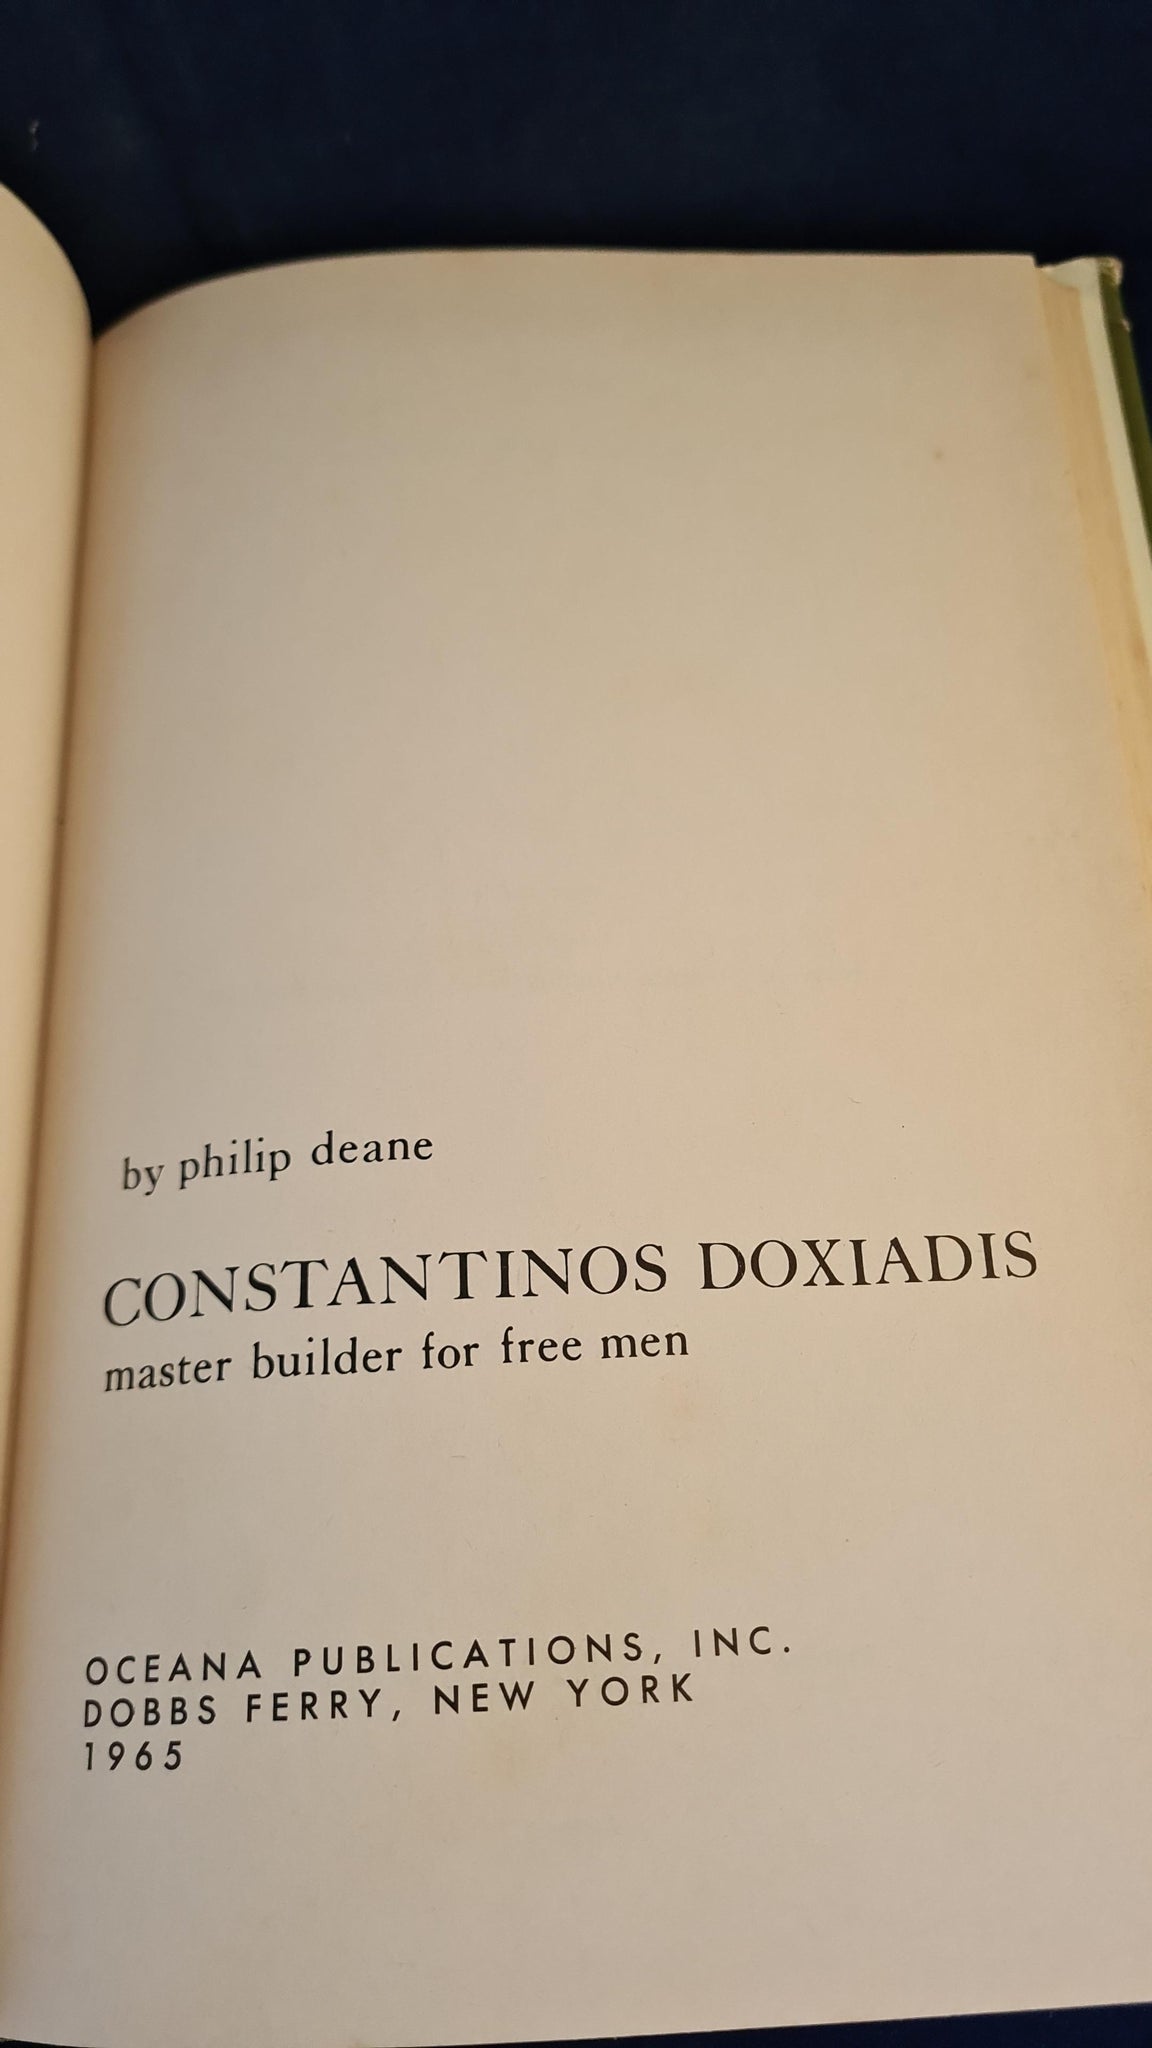 by philip deane
CONSTANTINOS DOXIADIS
master builder for free men
OCEANA PUBLICATIONS, INC.
DOBBS FERRY, NEW YORK
1965